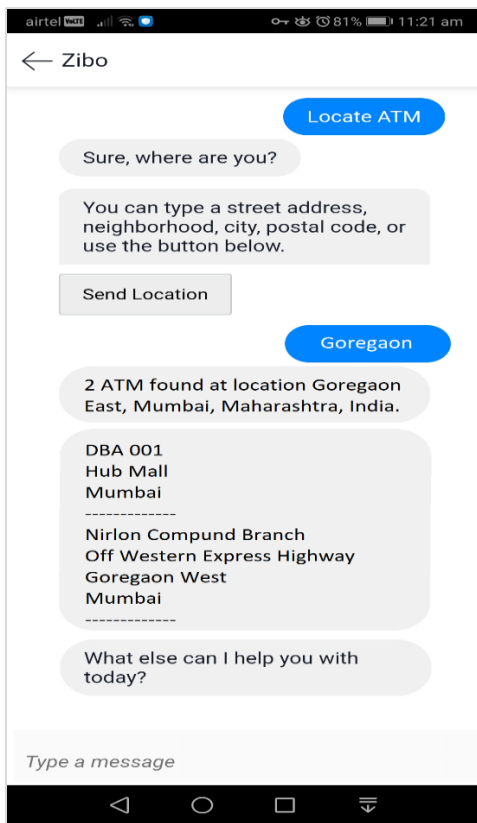 airtel VoLTE 81% 11:21 am
Zibo
Locate ATM
Sure, where are you?
You can type a street address,
neighborhood, city, postal code, or
use the button below.
Send Location
Goregaon
2 ATM found at location Goregaon
East, Mumbai, Maharashtra, India.
DBA 001
Hub Mall
Mumbai
-------------
Nirlon Compund Branch
Off Western Express Highway
Goregaon West
Mumbai
-------------
What else can I help you with
today?
Type a message